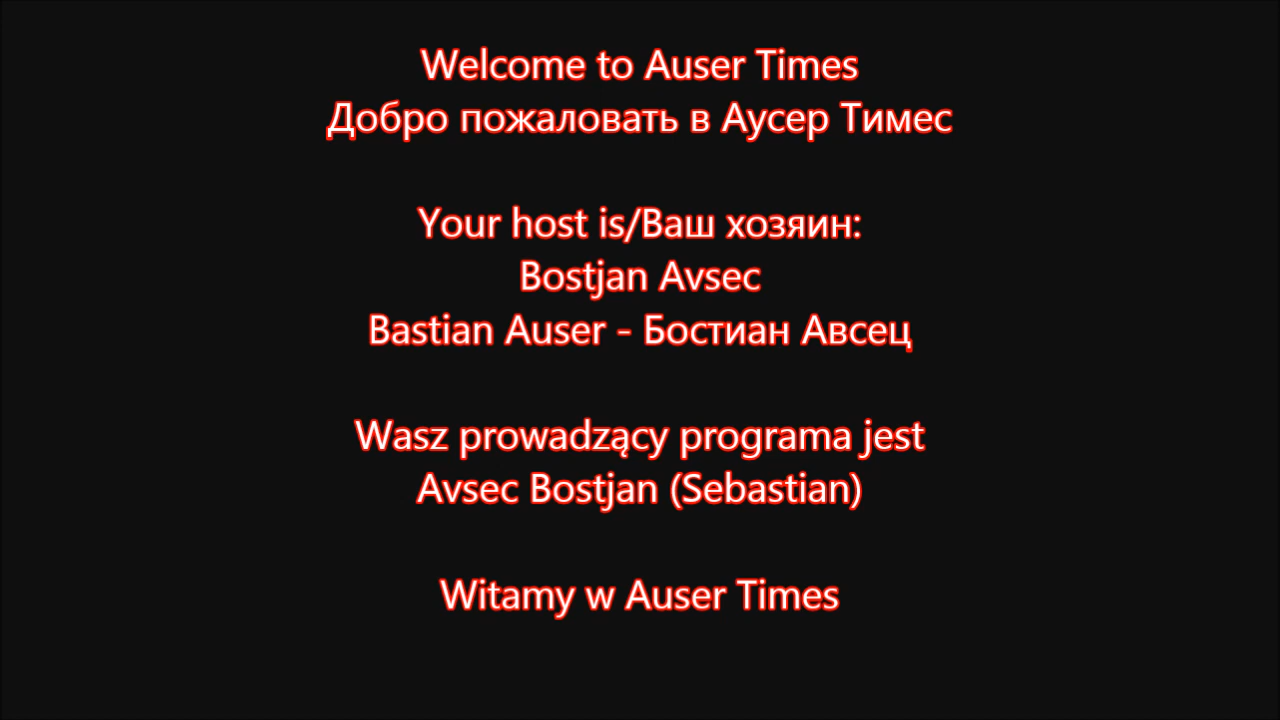 Welcome to Auser Times
Добро пожаловать в Аусер Тимес
Your host is/Ваш хозяин:
Bostjan Avsec
Bastian Auser - Бостиан Авсец
Wasz prowadzący programa jest
Avsec Bostjan (Sebastian)
Witamy w Auser Times